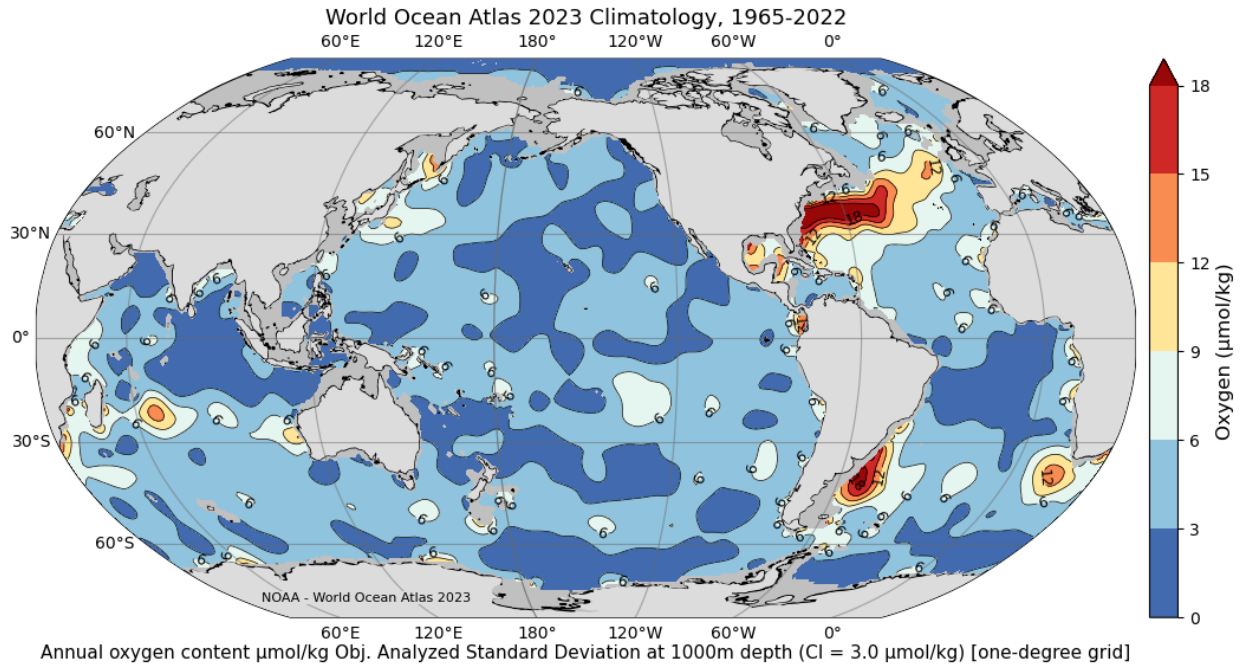 World Ocean Atlas 2023 Climatology, 1965-2022
60°E 120°E 180° 120°W 60°W 0°
60°N
30°N
0°
30°S
60°S
18
15
12
9
6
3
0
Oxygen (μmol/kg)
NOAA - World Ocean Atlas 2023
60°E 120°E 180° 120°W 60°W 0°
Annual oxygen content μmol/kg Obj. Analyzed Standard Deviation at 1000m depth (CI = 3.0 μmol/kg) [one-degree grid]